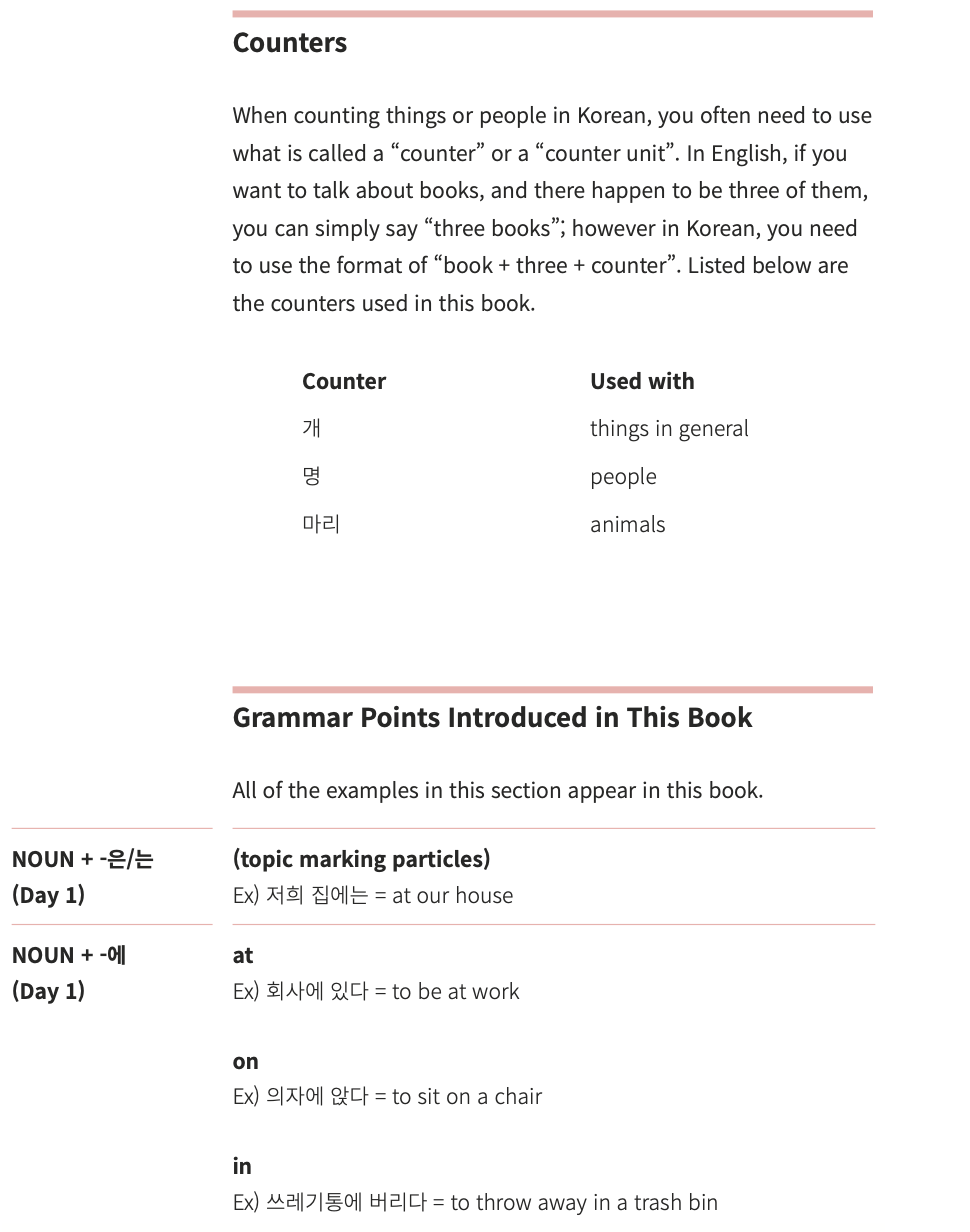 Counters
When counting things or people in Korean, you often need to use
what is called a “counter” or a “counter unit”. In English, if you
want to talk about books, and there happen to be three of them,
you can simply say “three books”; however in Korean, you need
to use the format of “book + three + counter”. Listed below are
the counters used in this book.
Counter Used with
개 things in general
명 people
마리 animals
Grammar Points Introduced in This Book
All of the examples in this section appear in this book.
NOUN + -은/는 (topic marking particles)
(Day 1) Ex) 저희 집에는 = at our house
NOUN + -에 at
(Day 1) Ex) 회사에 있다 = to be at work
on
Ex) 의자에 앉다 = to sit on a chair
in
Ex) 쓰레기통에 버리다 = to throw away in a trash bin